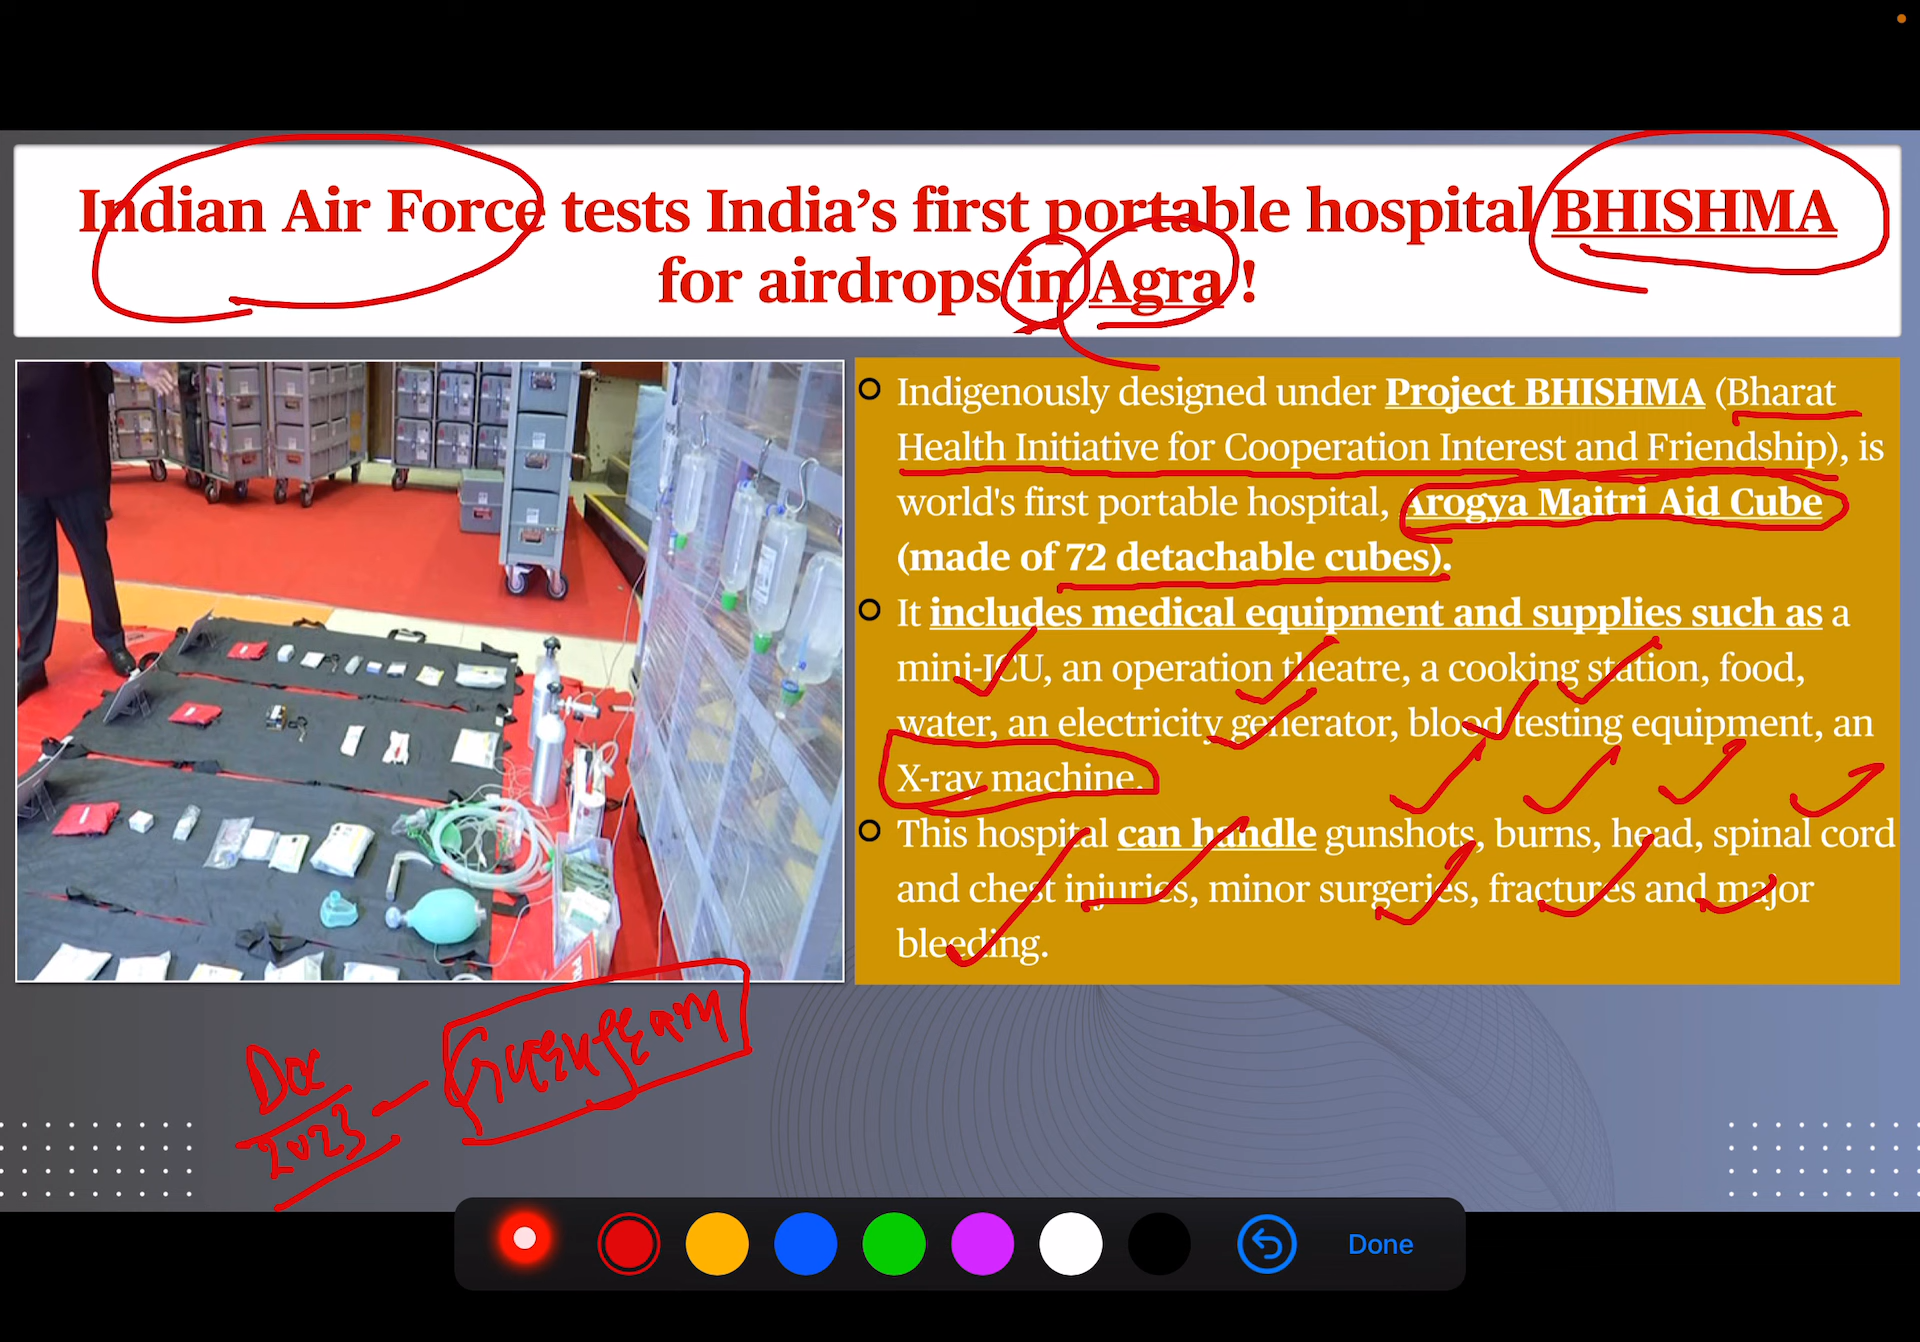 Indian Air Force tests India’s first portable hospital BHISHMA
for airdrops in Agra !
Indigenously designed under Project BHISHMA (Bharat
Health Initiative for Cooperation Interest and Friendship), is
world's first portable hospital, Arogya Maitri Aid Cube
(made of 72 detachable cubes).
It includes medical equipment and supplies such as a
mini-ICU, an operation theatre, a cooking station, food,
water, an electricity generator, blood testing equipment, an
X-ray machine.
This hospital can handle gunshots, burns, head, spinal cord
and chest injuries, minor surgeries, fractures and major
bleeding.
2023
Done